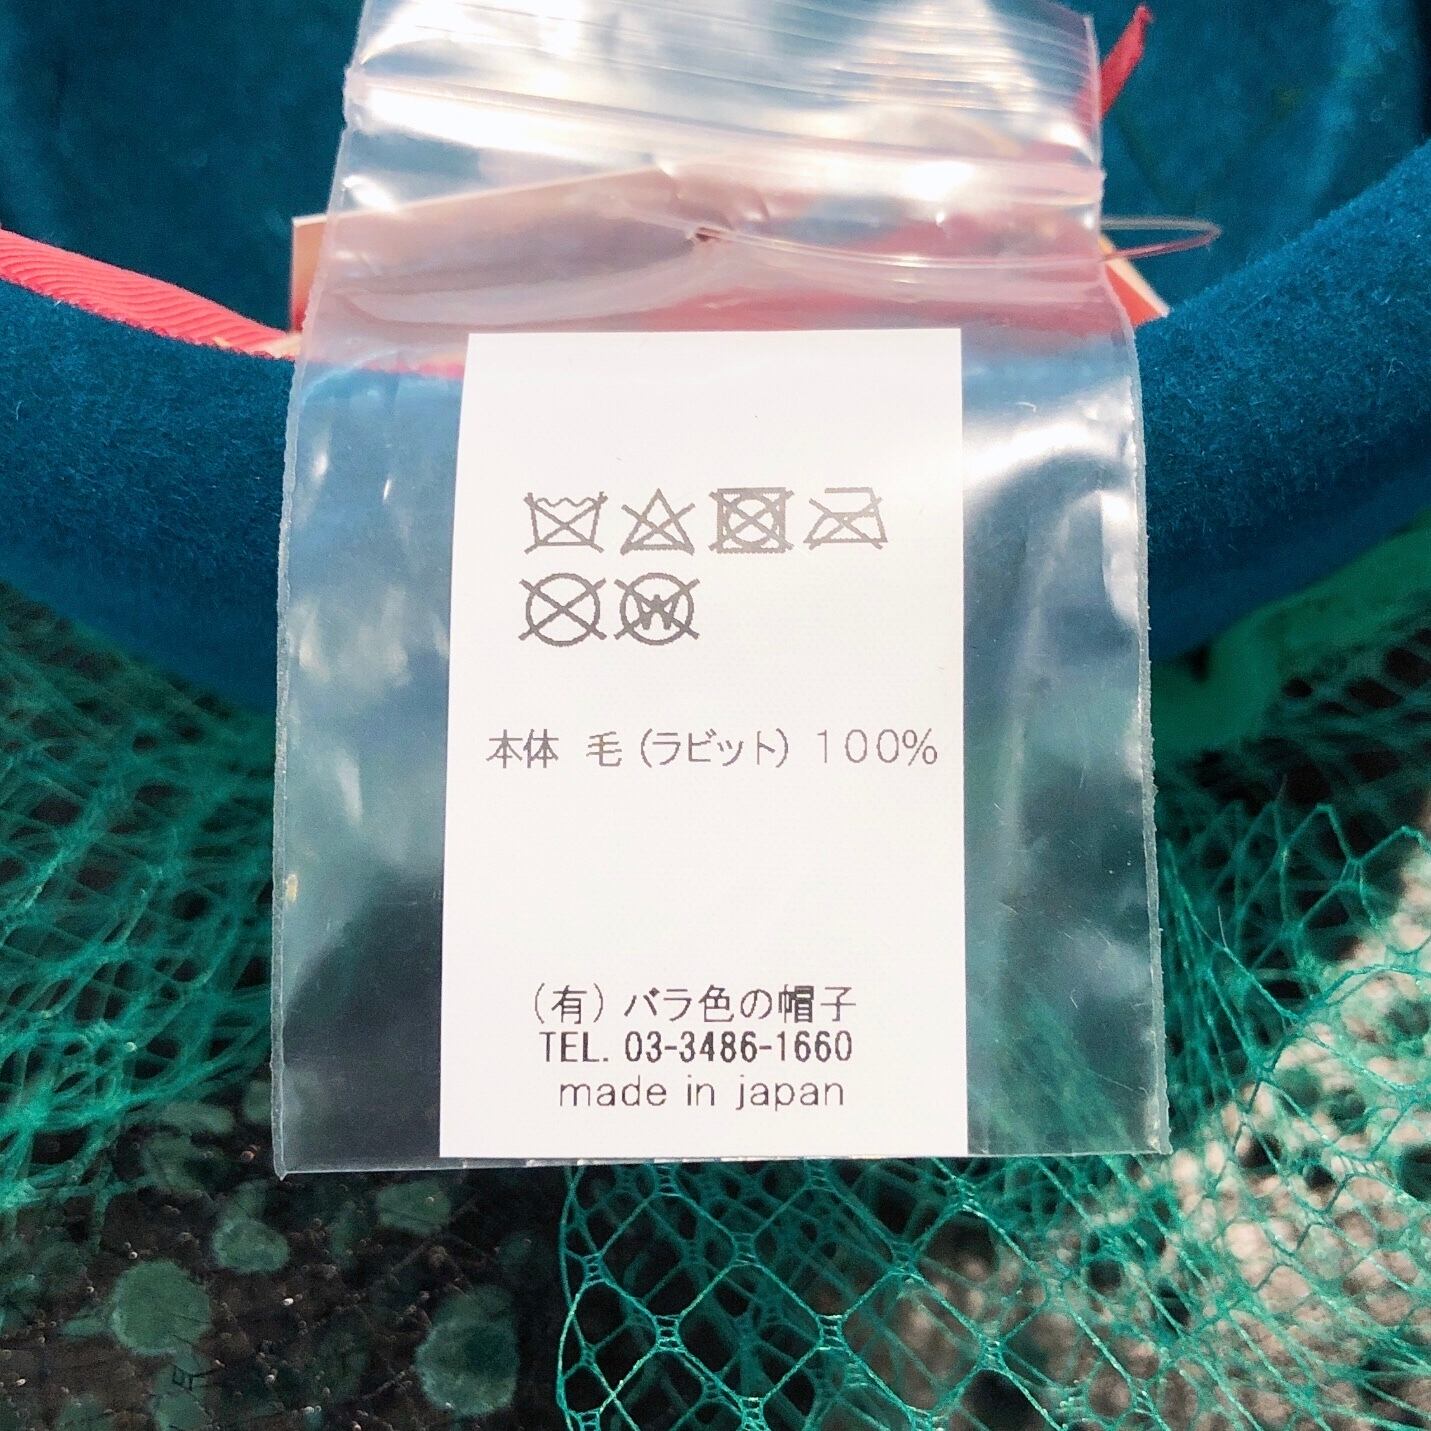 本体 毛(ラビット) 100%
(有)バラ色の帽子
TEL. 03-3486-1660
made in japan